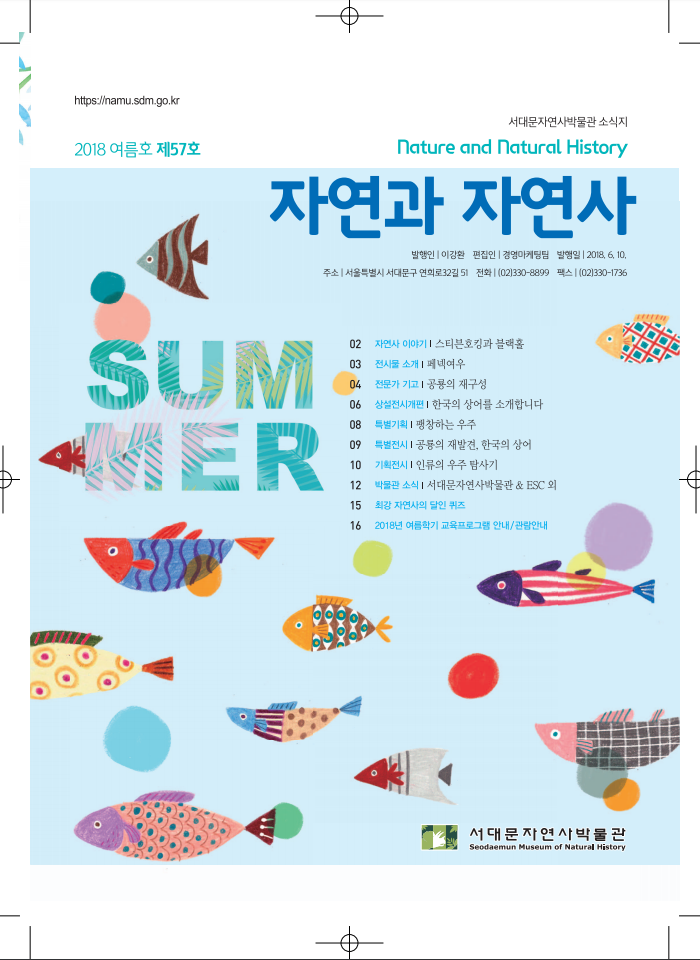 https://namu.sdm.go.kr
서대문자연사박물관 소식지
2018 여름호 제57호
Nature and Natural History
자연과 자연사
발행인 | 이강환 편집인 | 경영마케팅팀 발행일 | 2018. 6. 10.
주소 | 서울특별시 서대문구 연희로32길 51 전화 | (02)330-8899 팩스 | (02)330-1736
SUM
MER
02 자연사 이야기 | 스티븐호킹과 블랙홀
03 전시물 소개 | 페넥여우
04 전문가 기고 | 공룡의 재구성
06 상설전시개편 | 한국의 상어를 소개합니다
08 특별기획 | 팽창하는 우주
09 특별전시 | 공룡의 재발견, 한국의 상어
10 기획전시 | 인류의 우주 탐사기
12 박물관 소식 | 서대문자연사박물관 & ESC 외
15 최강 자연사의 달인 퀴즈
16 2018년 여름학기 교육프로그램 안내/관람안내
서대문자연사박물관
Seodaemun Museum of Natural History